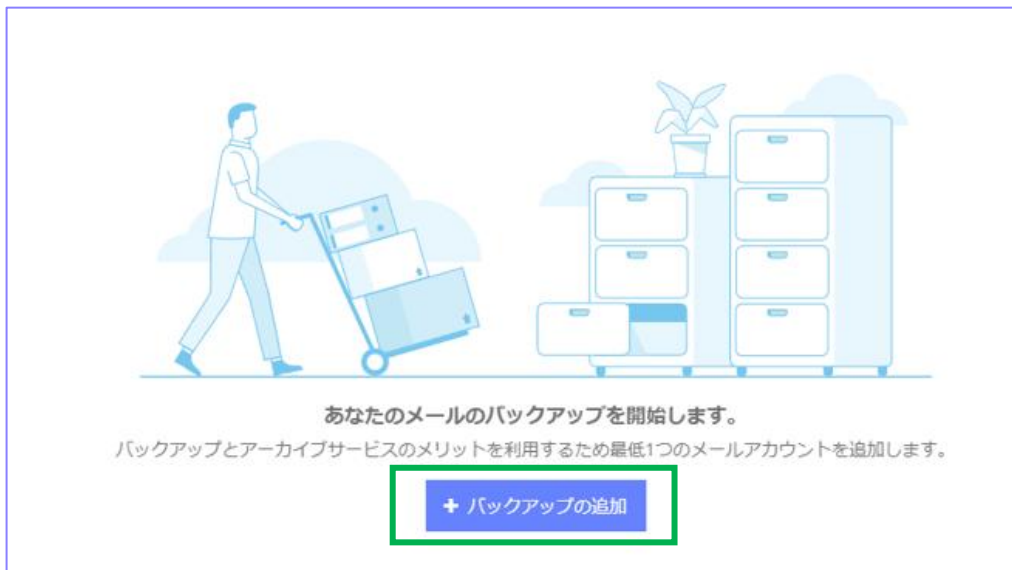 あなたのメールのバックアップを開始します。
バックアップとアーカイブサービスのメリットを利用するため最低1つのメールアカウントを追加します。
+ バックアップの追加